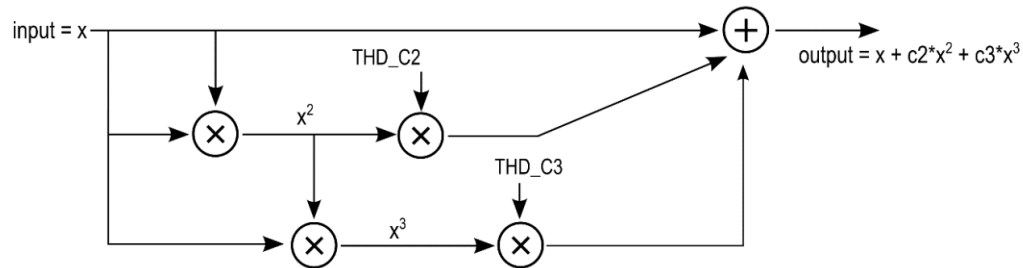 input = x
THD_C2
output = x + c2*x² + c3*x³
x²
THD_C3
x³